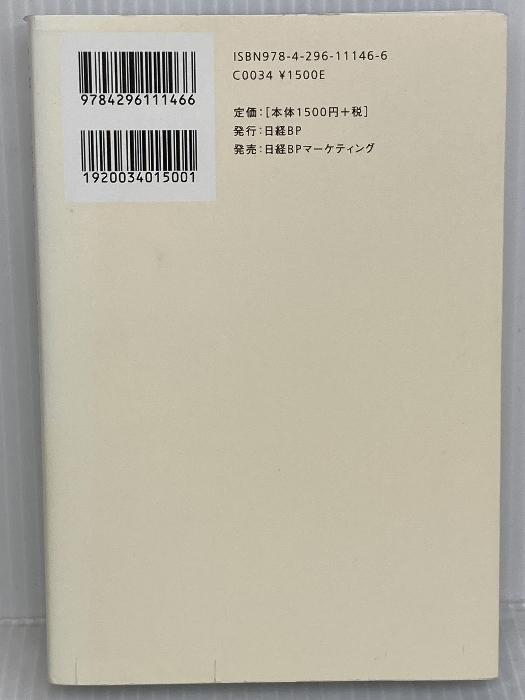 9784296111466
1920034015001
ISBN978-4-296-11146-6
C0034 ¥1500E
定価：［本体1500円＋税］
発行：日経BP
発売：日経BPマーケティング